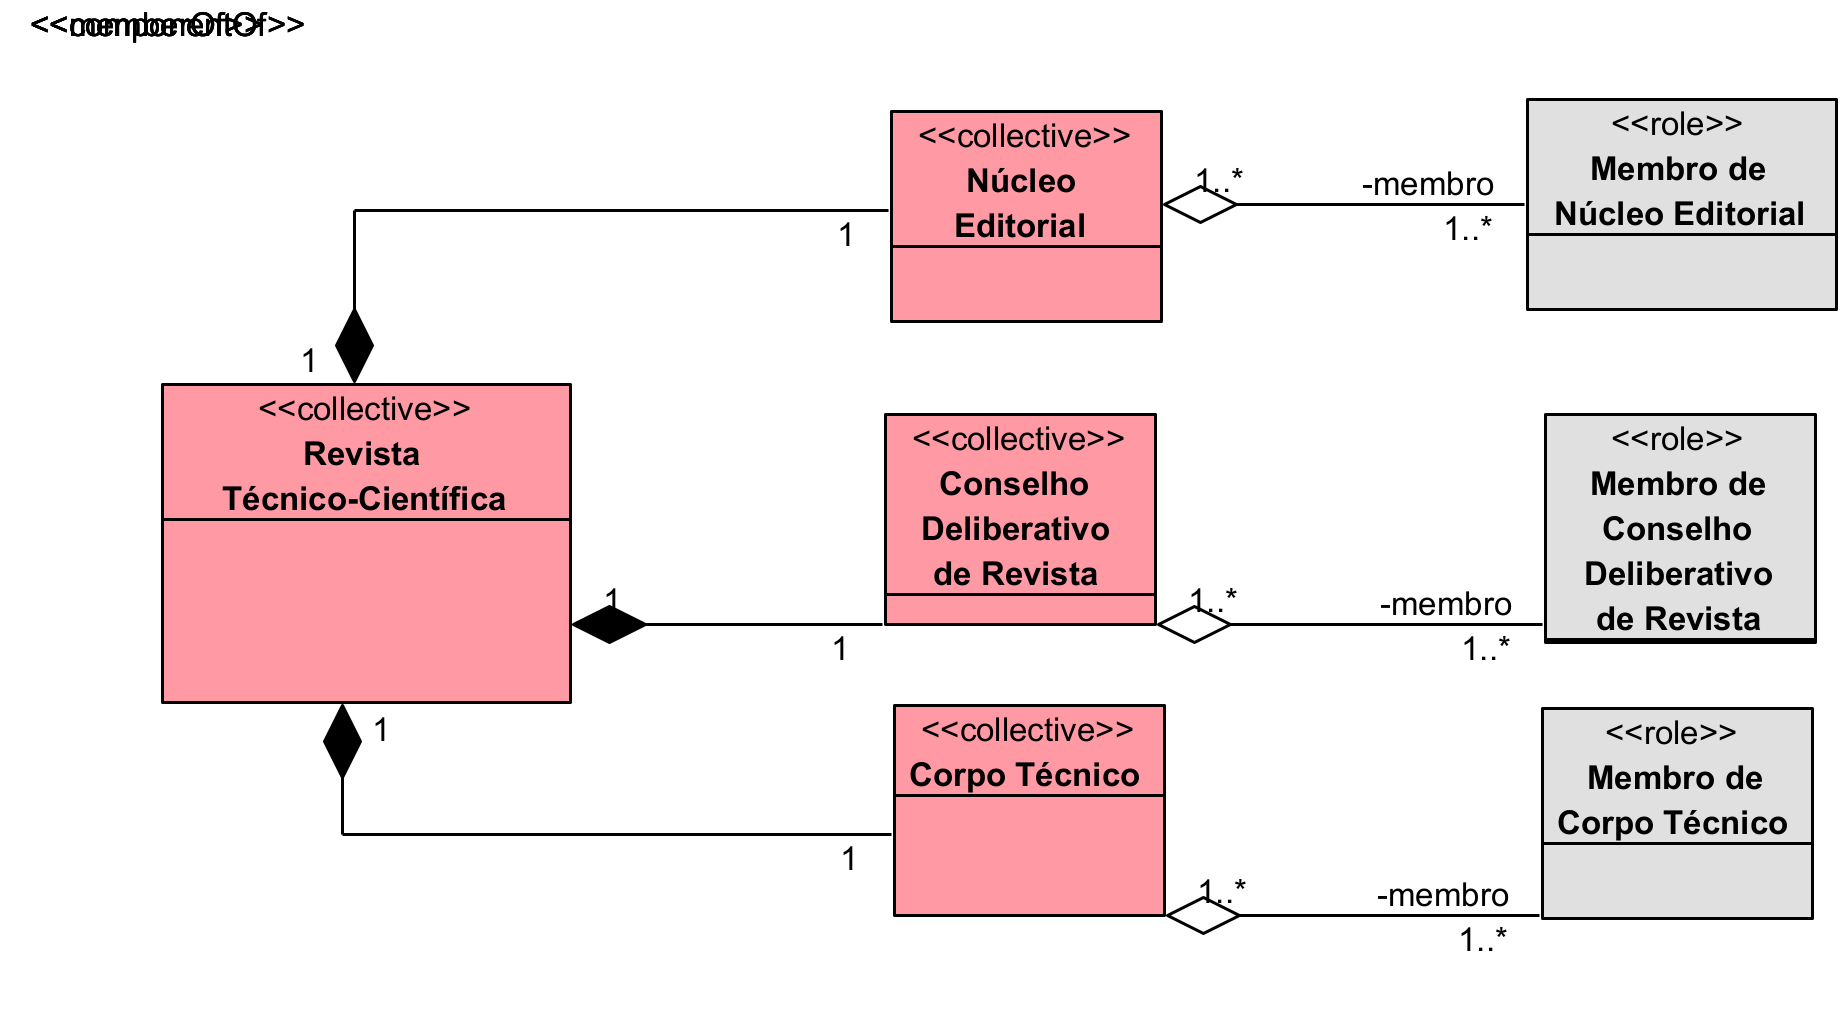 <<collective>>
Núcleo
Editorial
1..*
-membro
1..*
<<role>>
Membro de
Núcleo Editorial
1
1
<<collective>>
Revista
Técnico-Científica
1
1
<<collective>>
Conselho
Deliberativo
de Revista
1..*
-membro
1..*
<<role>>
Membro de
Conselho
Deliberativo
de Revista
1
1
<<collective>>
Corpo Técnico
1..*
-membro
1..*
<<role>>
Membro de
Corpo Técnico